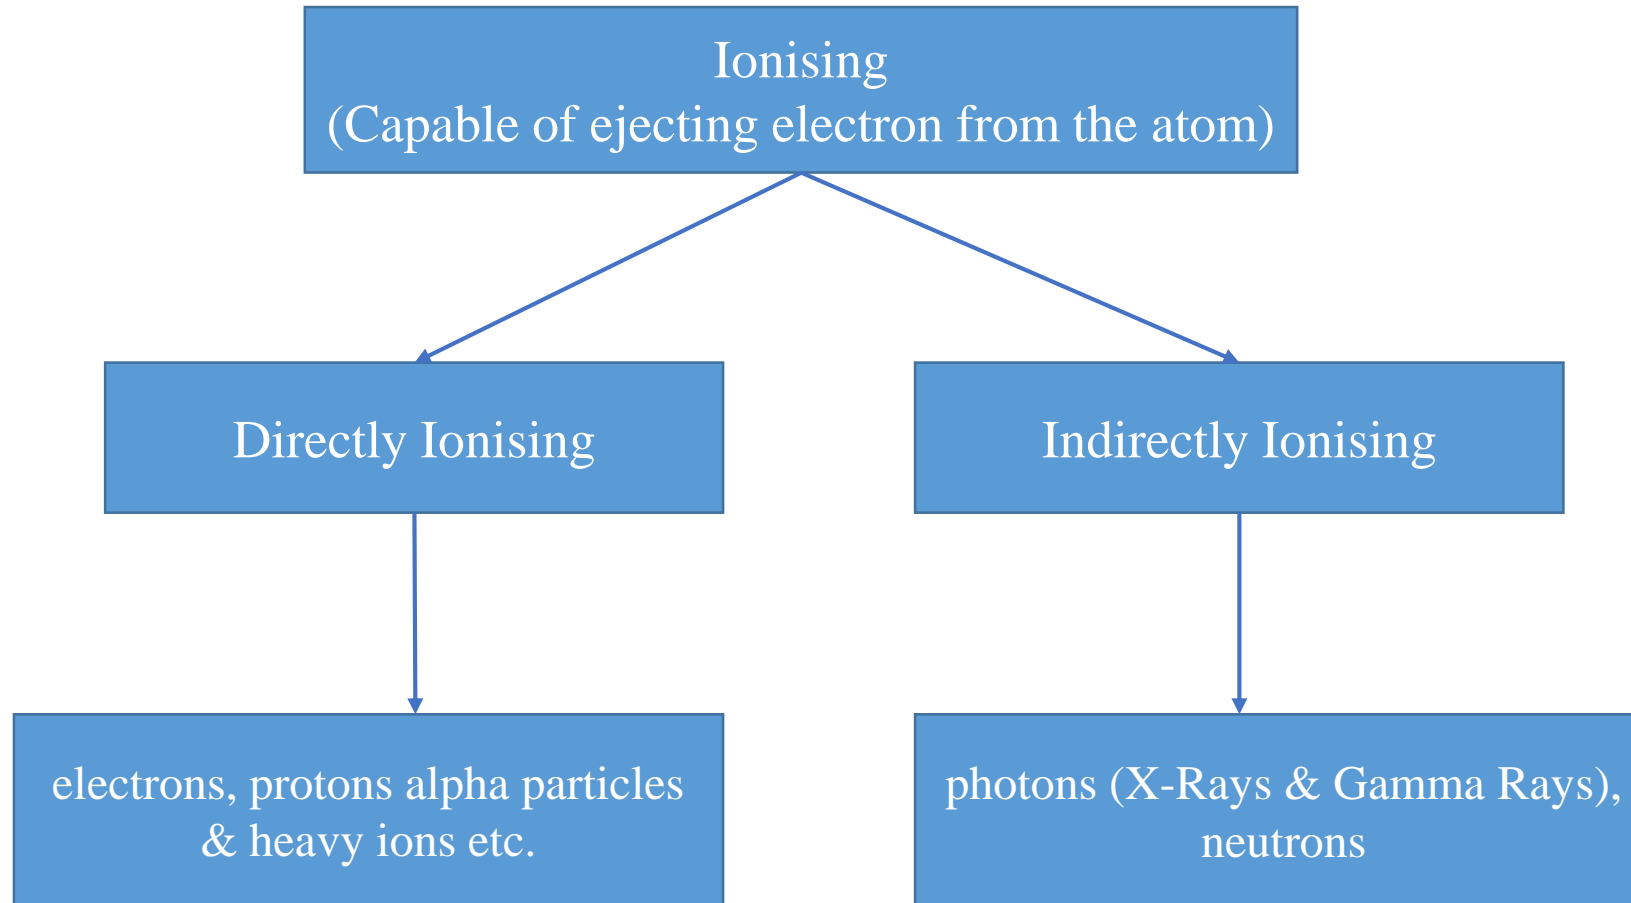 Ionising
(Capable of ejecting electron from the atom)
Directly Ionising
Indirectly Ionising
electrons, protons alpha particles
& heavy ions etc.
photons (X-Rays & Gamma Rays),
neutrons